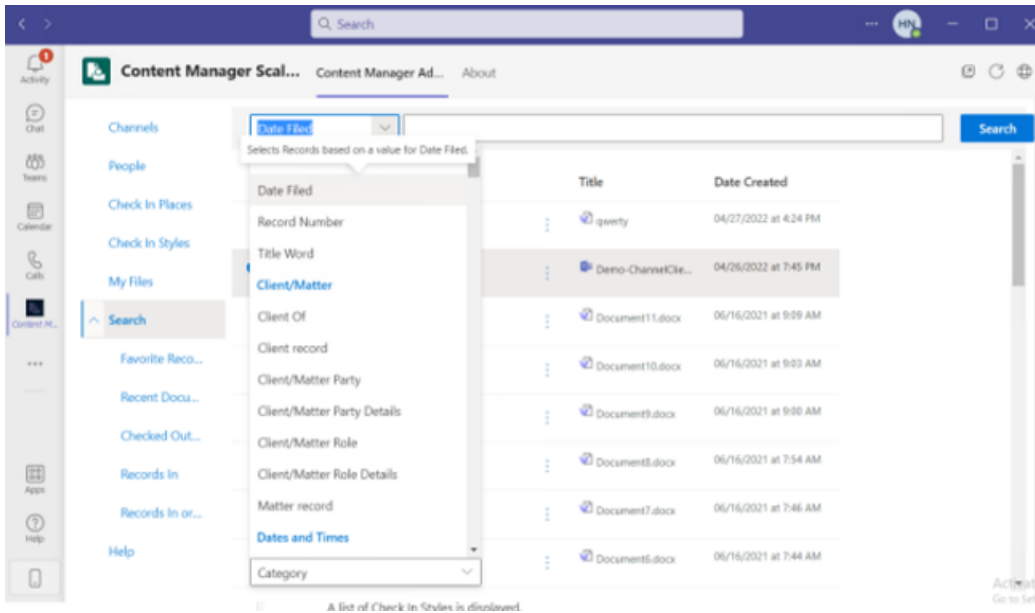 Search
HN
Activity
1
Chat
Teams
Calendar
Calls
Content M...
Apps
Help
Content Manager Scal...
Content Manager Ad...
About
Channels
People
Check In Places
Check In Styles
My Files
Search
Favorite Reco...
Recent Docu...
Checked Out...
Records In
Records In or...
Help
Date Filed
Search
Selects Records based on a value for Date Filed.
Date Filed
Record Number
Title Word
Client/Matter
Client Of
Client record
Client/Matter Party
Client/Matter Party Details
Client/Matter Role
Client/Matter Role Details
Matter record
Dates and Times
Category
Title Date Created
qwerty 04/27/2022 at 4:24 PM
Demo-ChannelClie... 04/26/2022 at 7:45 PM
Document11.docx 06/16/2021 at 9:09 AM
Document10.docx 06/16/2021 at 9:03 AM
Document9.docx 06/16/2021 at 9:00 AM
Document8.docx 06/16/2021 at 7:54 AM
Document7.docx 06/16/2021 at 7:46 AM
Document6.docx 06/16/2021 at 7:44 AM
A list of Check In Styles is displayed.
Go to Se